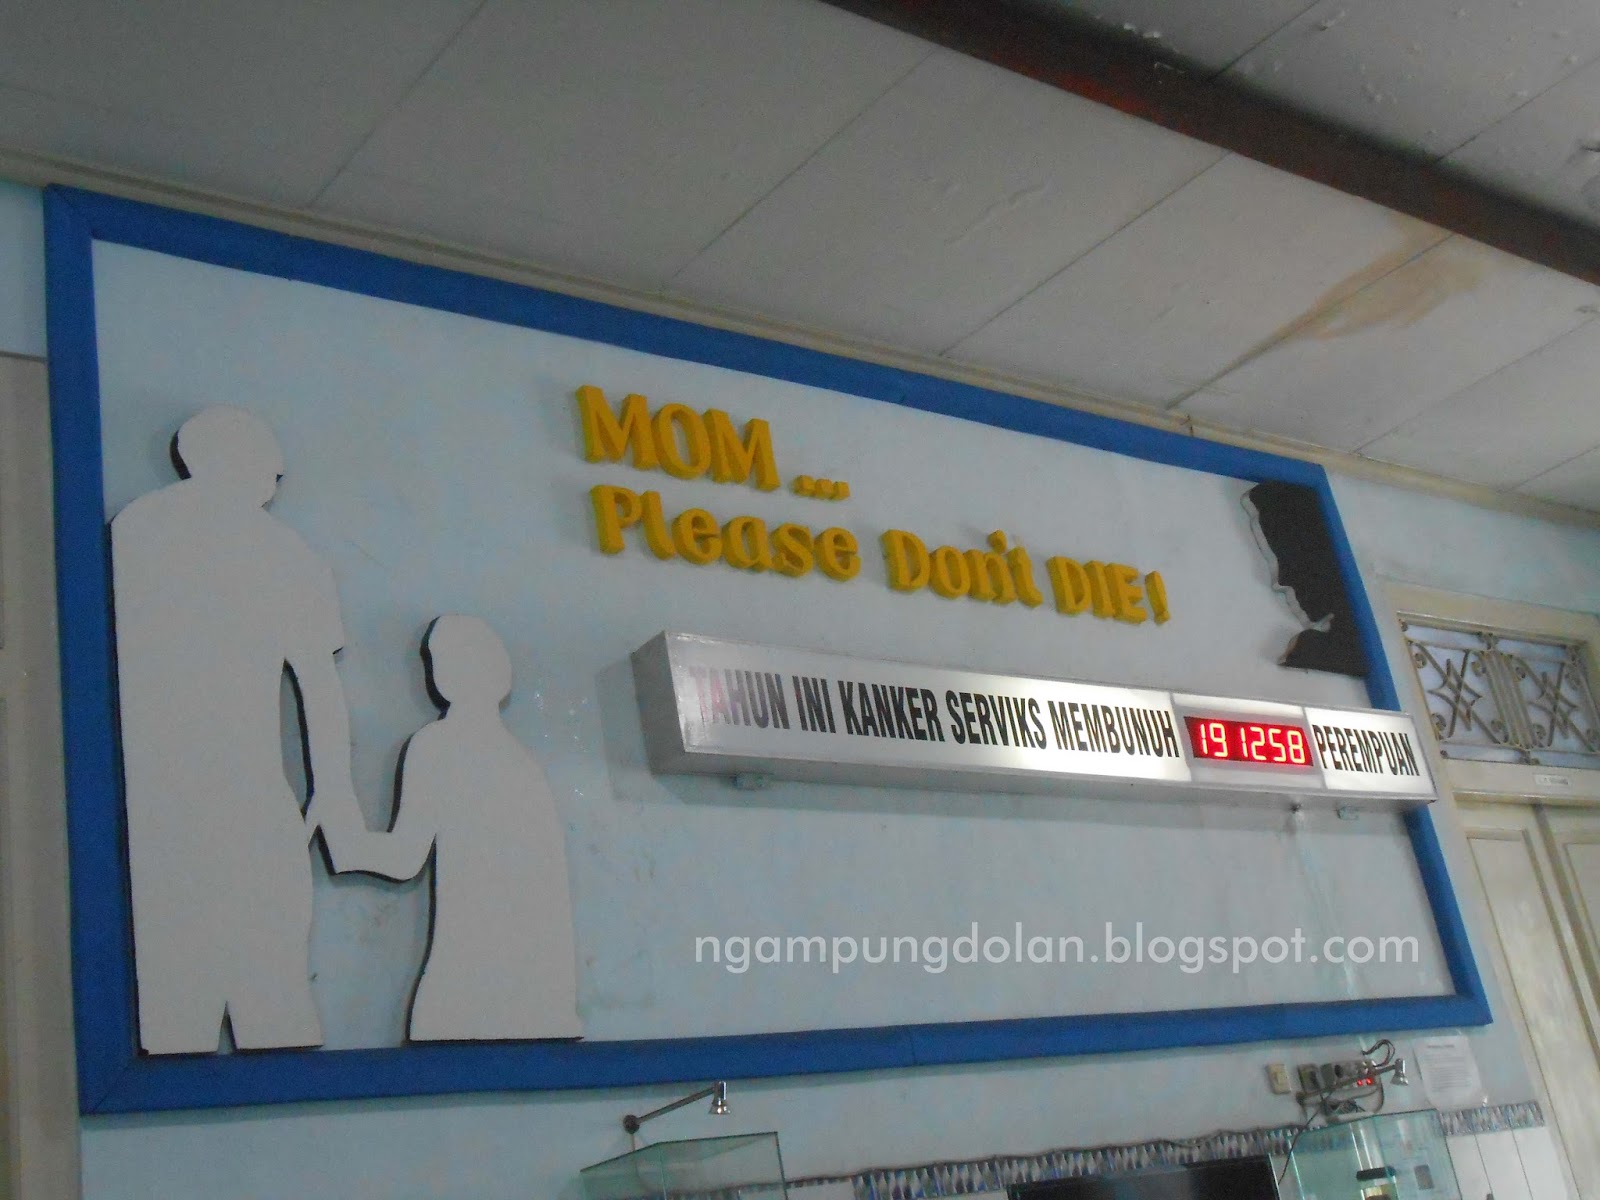 MOM ...
Please Don't DIE!
TAHUN INI KANKER SERVIKS MEMBUNUH 191258 PEREMPUAN
ngampungdolan.blogspot.com